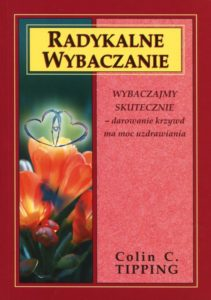 RADYKALNE
WYBACZANIE
WYBACZAJMY
SKUTECZNIE
– darowanie krzywd
ma moc uzdrawiania
Colin C.
TIPPING